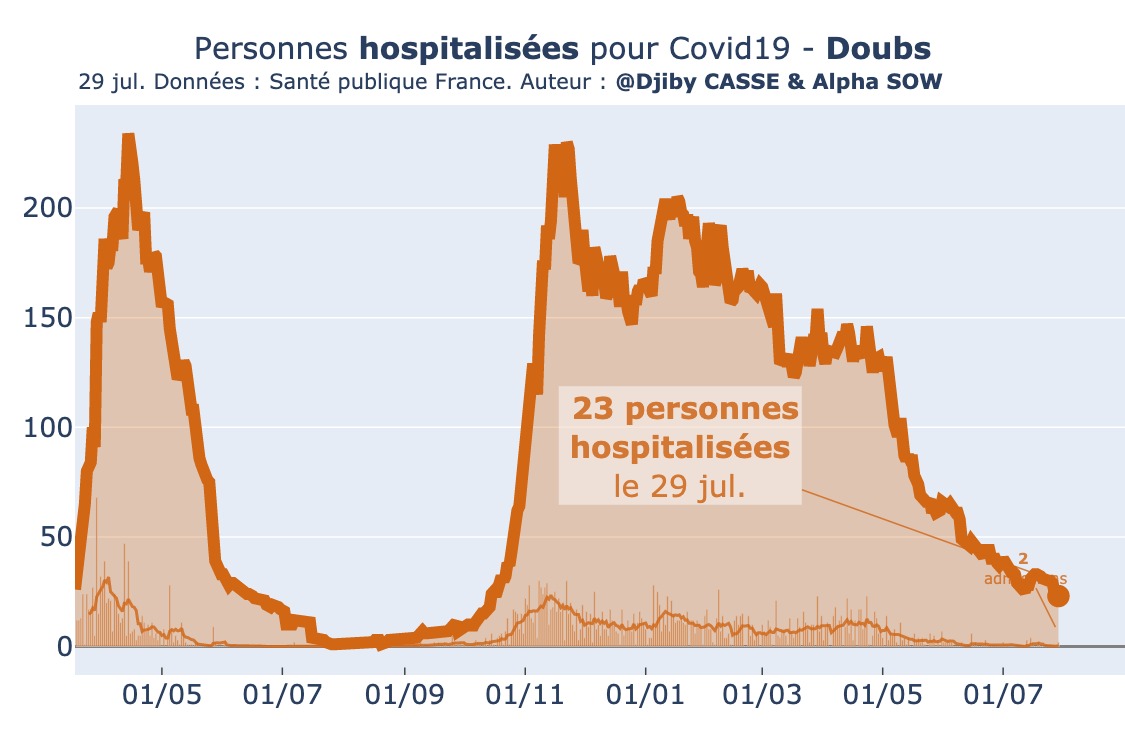 Personnes hospitalisées pour Covid19 - Doubs
29 jul. Données : Santé publique France. Auteur : @Djiby CASSE & Alpha SOW
200
150
100
50
0
23 personnes
hospitalisées
le 29 jul.
2
01/05 01/07 01/09 01/11 01/01 01/03 01/05 01/07